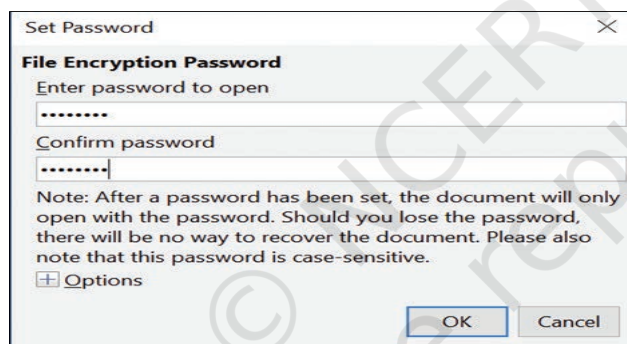 Set Password
File Encryption Password
Enter password to open
••••••••
Confirm password
••••••••
Note: After a password has been set, the document will only
open with the password. Should you lose the password,
there will be no way to recover the document. Please also
note that this password is case-sensitive.
Options
OK Cancel
© NCERT